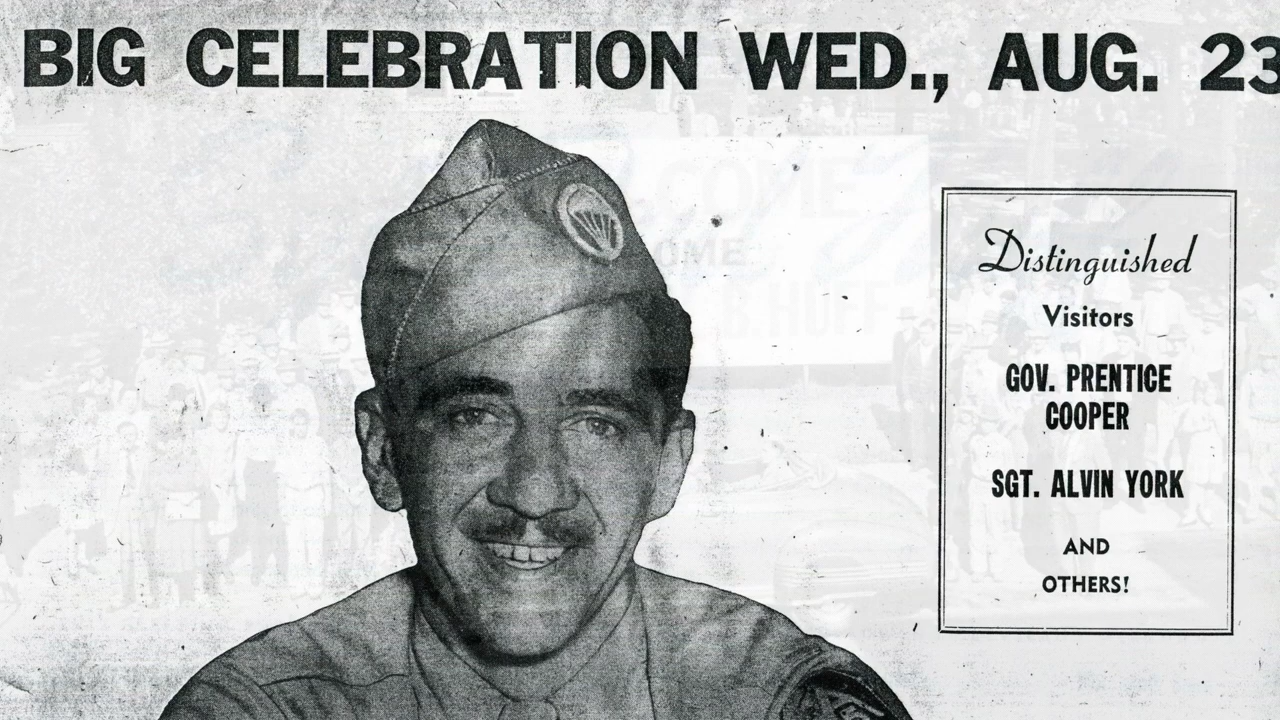 BIG CELEBRATION WED., AUG. 23
Distinguished
Visitors
GOV. PRENTICE
COOPER
SGT. ALVIN YORK
AND
OTHERS!